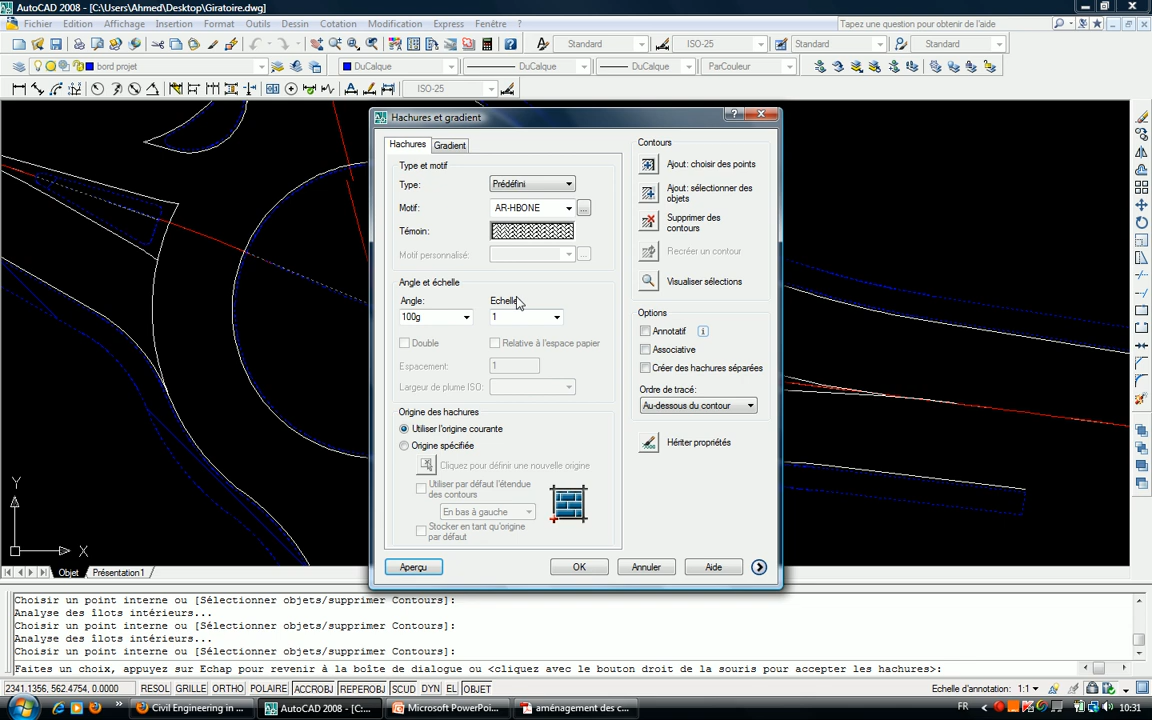 AutoCAD 2008 - [C:\Users\Ahmed\Desktop\Giratoire.dwg]
Fichier Edition Affichage Insertion Format Outils Dessin Cotation Modification Express Fenêtre ?
Tapez une question pour obtenir de l'aide
Standard ISO-25 Standard Standard
bord projet DuCalque DuCalque DuCalque ParCouleur
ISO-25
Hachures et gradient
Hachures Gradient
Type et motif
Type: Prédéfini
Motif: AR-HBONE ...
Témoin:
Motif personnalisé: ...
Angle et échelle
Angle: Echelle
100g 1
Double Relative à l'espace papier
Espacement: 1
Largeur de plume ISO:
Origine des hachures
Utiliser l'origine courante
Origine spécifiée
Cliquez pour définir une nouvelle origine
Utiliser par défaut l'étendue
des contours
En bas à gauche
Stocker en tant qu'origine
par défaut
Contours
Ajout: choisir des points
Ajout: sélectionner des
objets
Supprimer des
contours
Recréer un contour
Visualiser sélections
Options
Annotatif
Associative
Créer des hachures séparées
Ordre de tracé:
Au-dessous du contour
Hériter propriétés
Aperçu OK Annuler Aide
Y
X
Objet Présentation1
Choisir un point interne ou [Sélectionner objets/supprimer Contours]:
Analyse des îlots intérieurs...
Choisir un point interne ou [Sélectionner objets/supprimer Contours]:
Analyse des îlots intérieurs...
Choisir un point interne ou [Sélectionner objets/supprimer Contours]:
Faites un choix, appuyez sur Echap pour revenir à la boîte de dialogue ou <cliquez avec le bouton droit de la souris pour accepter les hachures>:
2341.1356, 562.4754, 0.0000 RESOL GRILLE ORTHO POLAIRE ACCROBJ REPEROBJ SCUD DYN EL OBJET Echelle d'annotation: 1:1
Civil Engineering in ... AutoCAD 2008 - [C:... Microsoft PowerPoi... aménagement des c... FR 10:31